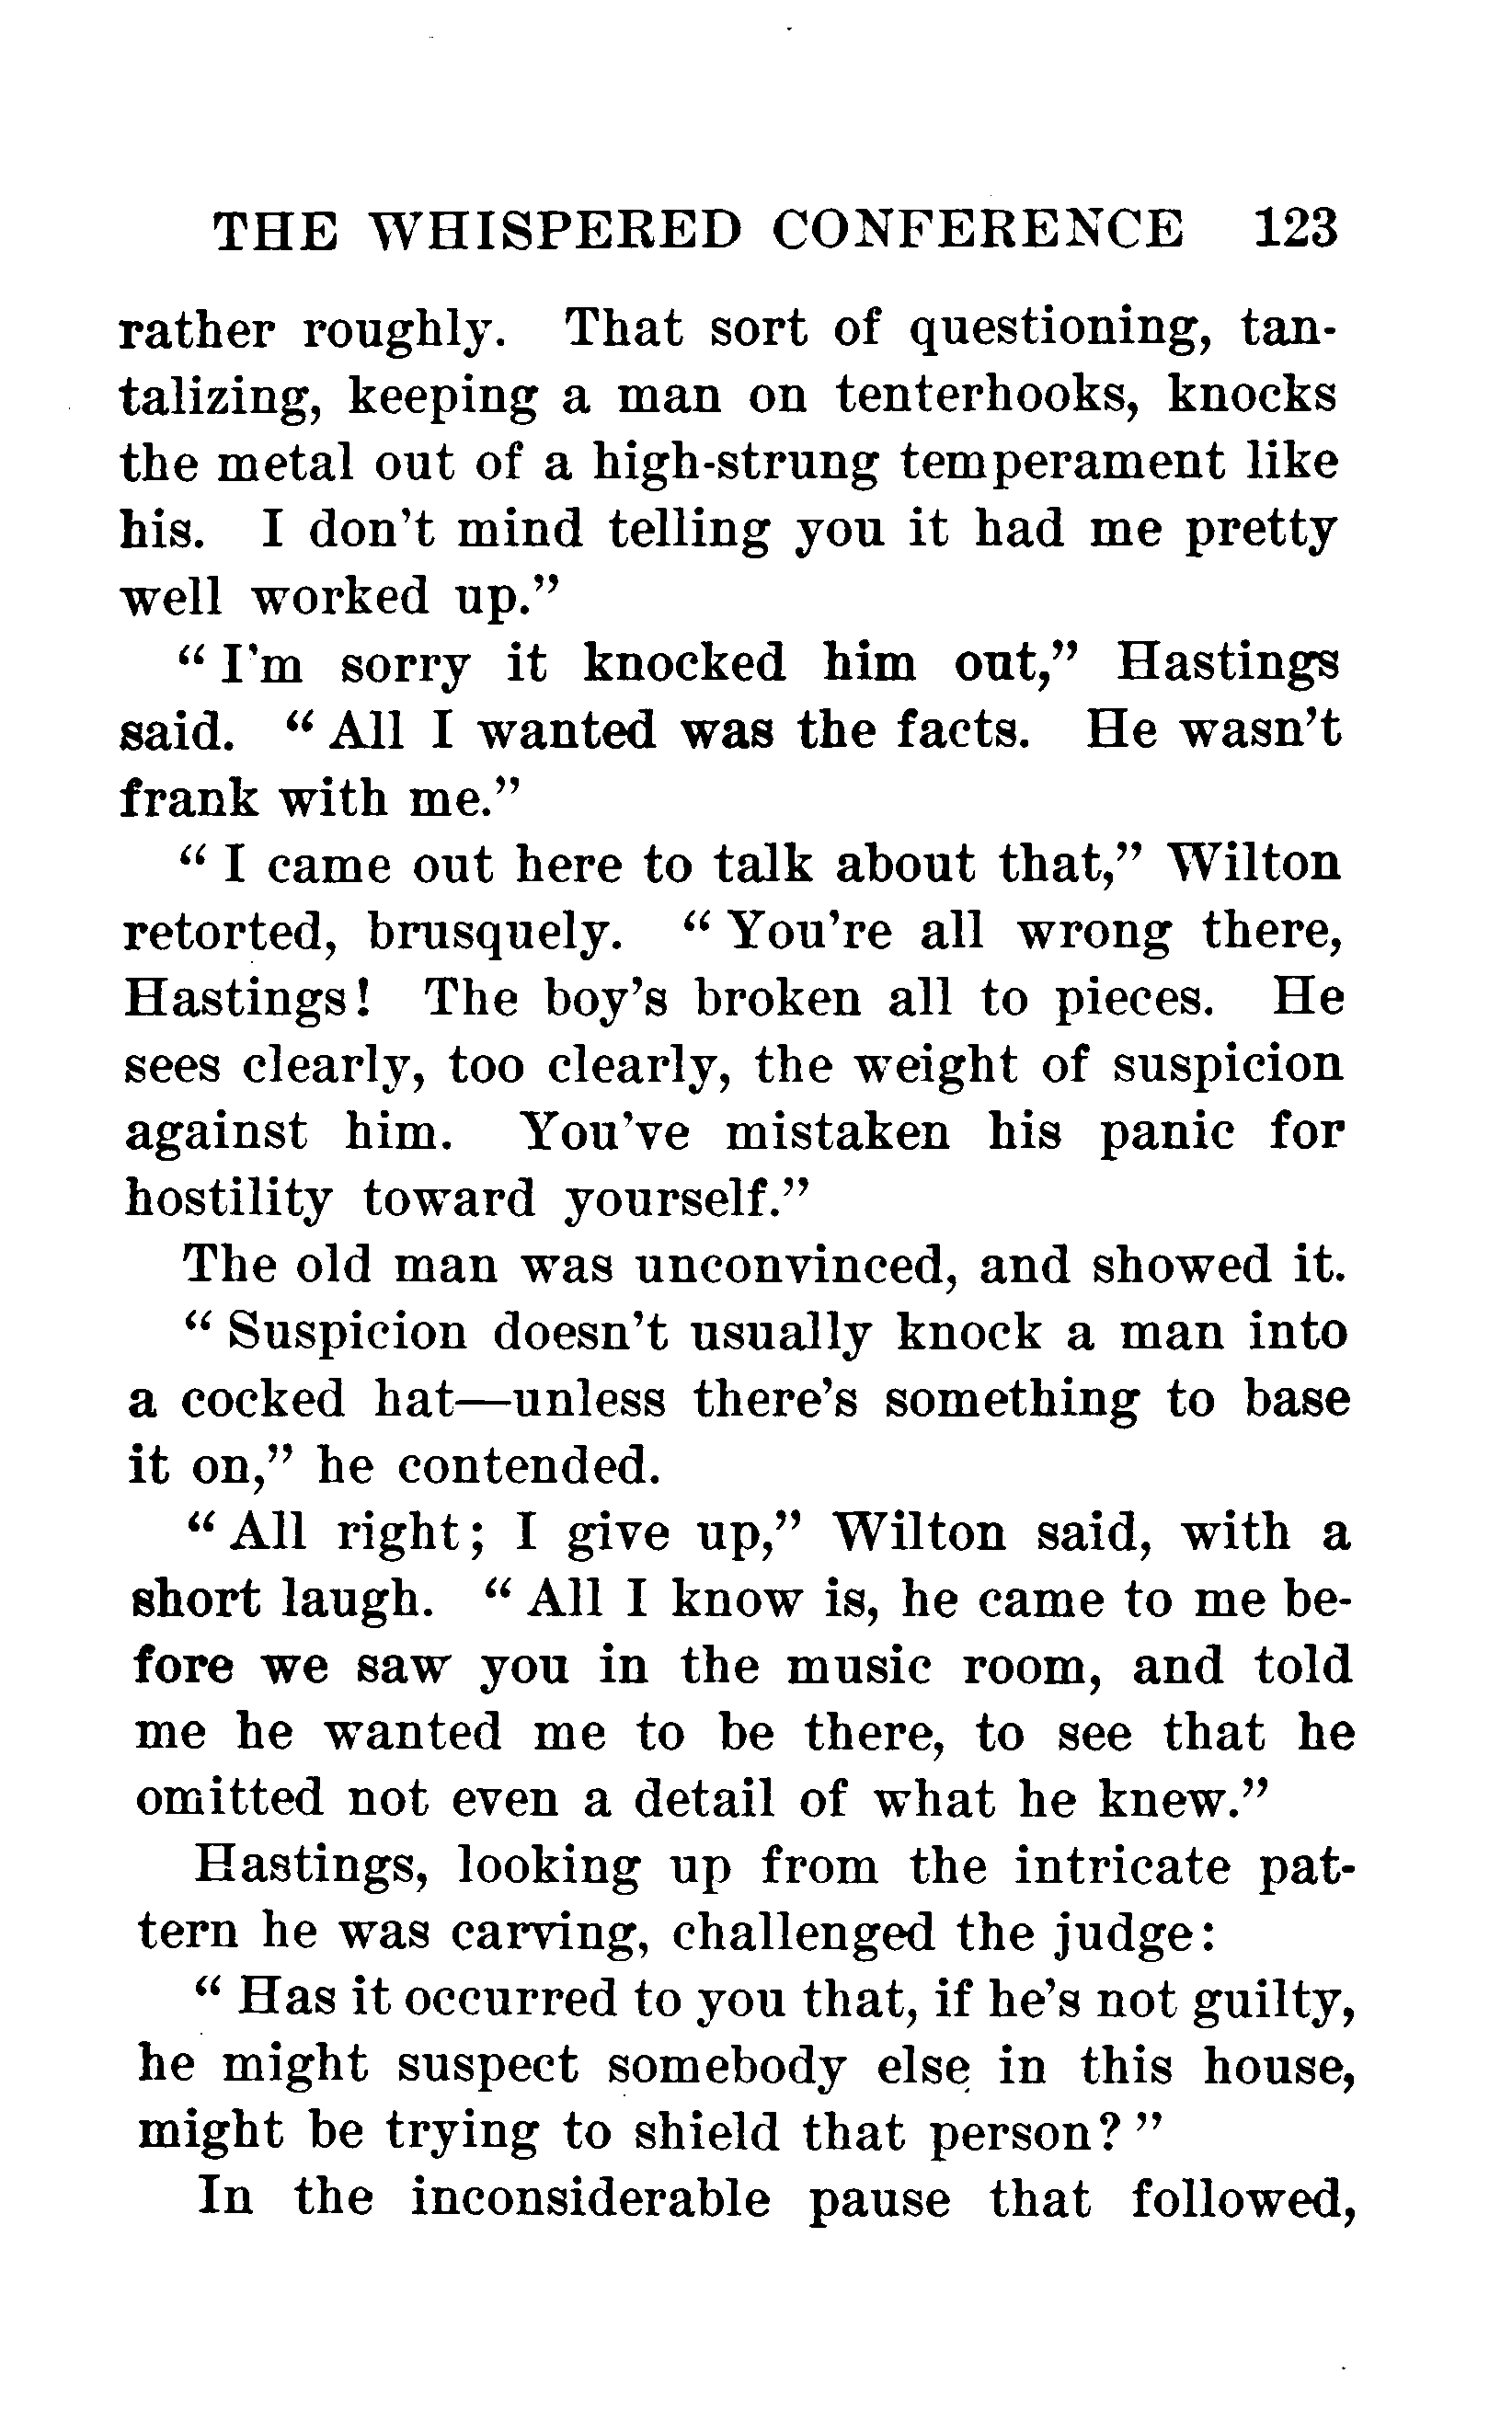 THE WHISPERED CONFERENCE 123
rather roughly. That sort of questioning, tan-
talizing, keeping a man on tenterhooks, knocks
the metal out of a high-strung temperament like
his. I don't mind telling you it had me pretty
well worked up."
" I'm sorry it knocked him out," Hastings
said. " All I wanted was the facts. He wasn't
frank with me."
" I came out here to talk about that," Wilton
retorted, brusquely. " You're all wrong there,
Hastings! The boy's broken all to pieces. He
sees clearly, too clearly, the weight of suspicion
against him. You've mistaken his panic for
hostility toward yourself."
The old man was unconvinced, and showed it.
" Suspicion doesn't usually knock a man into
a cocked hat—unless there's something to base
it on," he contended.
" All right; I give up," Wilton said, with a
short laugh. " All I know is, he came to me be-
fore we saw you in the music room, and told
me he wanted me to be there, to see that he
omitted not even a detail of what he knew."
Hastings, looking up from the intricate pat-
tern he was carving, challenged the judge:
" Has it occurred to you that, if he's not guilty,
he might suspect somebody else in this house,
might be trying to shield that person? "
In the inconsiderable pause that followed,